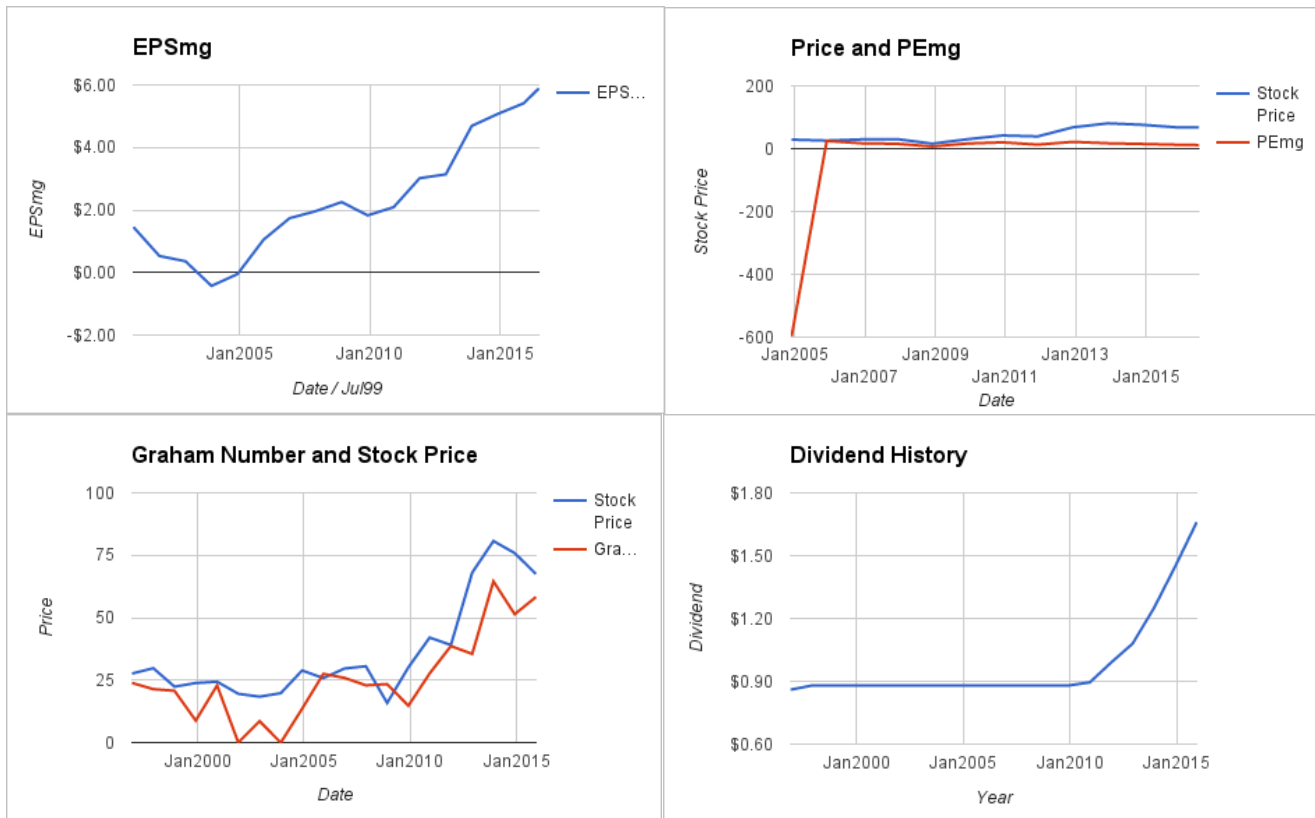 EPSmg
$6.00
$4.00
$2.00
$0.00
-$2.00
EPSmg
Jan2005
Jan2010
Jan2015
Date / Jul99
EPS...
Price and PEmg
200
0
-200
-400
-600
Stock Price
Jan2005
Jan2007
Jan2009
Jan2011
Jan2013
Jan2015
Date
Stock
Price
PEmg
Graham Number and Stock Price
100
75
50
25
0
Price
Jan2000
Jan2005
Jan2010
Jan2015
Date
Stock
Price
Gra...
Dividend History
$1.80
$1.50
$1.20
$0.90
$0.60
Dividend
Jan2000
Jan2005
Jan2010
Jan2015
Year